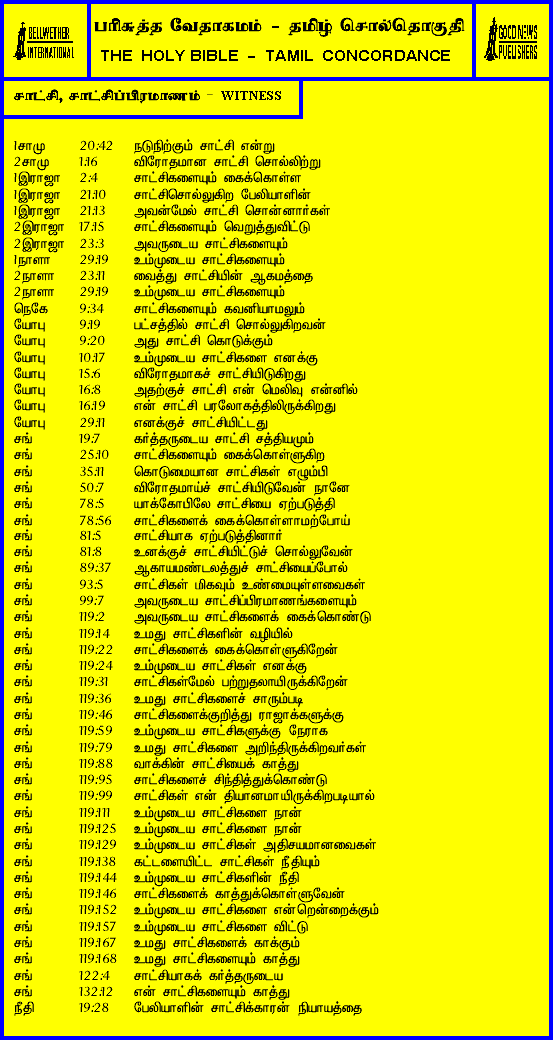 BELLWETHER
INTERNATIONAL
பரிசுத்த வேதாகமம் - தமிழ் சொல்தொகுதி
THE HOLY BIBLE - TAMIL CONCORDANCE
GOOD NEWS
PUBLISHERS
சாட்சி, சாட்சிப்பிரமாணம் - WITNESS
1சாமு 20:42 நடுநிற்கும் சாட்சி என்று
2சாமு 1:16 விரோதமான சாட்சி சொல்லிற்று
1இராஜா 2:4 சாட்சிகளையும் கைக்கொள்ள
1இராஜா 21:10 சாட்சிசொல்லுகிற பேலியாளின்
1இராஜா 21:13 அவன்மேல் சாட்சி சொன்னார்கள்
2இராஜா 17:15 சாட்சிகளையும் வெறுத்துவிட்டு
2இராஜா 23:3 அவருடைய சாட்சிகளையும்
1நாளா 29:19 உம்முடைய சாட்சிகளையும்
2நாளா 23:11 வைத்து சாட்சியின் ஆகமத்தை
2நாளா 29:19 உம்முடைய சாட்சிகளையும்
நெகே 9:34 சாட்சிகளையும் கவனியாமலும்
யோபு 9:19 பட்சத்தில் சாட்சி சொல்லுகிறவன்
யோபு 9:20 அது சாட்சி கொடுக்கும்
யோபு 10:17 உம்முடைய சாட்சிகளை எனக்கு
யோபு 15:6 விரோதமாகச் சாட்சியிடுகிறது
யோபு 16:8 அதற்குச் சாட்சி என் மெலிவு என்னில்
யோபு 16:19 என் சாட்சி பரலோகத்திலிருக்கிறது
யோபு 29:11 எனக்குச் சாட்சியிட்டது
சங் 19:7 கர்த்தருடைய சாட்சி சத்தியமும்
சங் 25:10 சாட்சிகளையும் கைக்கொள்ளுகிற
சங் 35:11 கொடுமையான சாட்சிகள் எழும்பி
சங் 50:7 விரோதமாய்ச் சாட்சியிடுவேன் நானே
சங் 78:5 யாக்கோபிலே சாட்சியை ஏற்படுத்தி
சங் 78:56 சாட்சிகளைக் கைக்கொள்ளாமற்போய்
சங் 81:5 சாட்சியாக ஏற்படுத்தினார்
சங் 81:8 உனக்குச் சாட்சியிட்டுச் சொல்லுவேன்
சங் 89:37 ஆகாயமண்டலத்துச் சாட்சியைப்போல்
சங் 93:5 சாட்சிகள் மிகவும் உண்மையுள்ளவைகள்
சங் 99:7 அவருடைய சாட்சிப்பிரமாணங்களையும்
சங் 119:2 அவருடைய சாட்சிகளைக் கைக்கொண்டு
சங் 119:14 உமது சாட்சிகளின் வழியில்
சங் 119:22 சாட்சிகளைக் கைக்கொள்ளுகிறேன்
சங் 119:24 உம்முடைய சாட்சிகள் எனக்கு
சங் 119:31 சாட்சிகள்மேல் பற்றுதலாயிருக்கிறேன்
சங் 119:36 உமது சாட்சிகளைச் சாரும்படி
சங் 119:46 சாட்சிகளைக்குறித்து ராஜாக்களுக்கு
சங் 119:59 உம்முடைய சாட்சிகளுக்கு நேராக
சங் 119:79 உமது சாட்சிகளை அறிந்திருக்கிறவர்கள்
சங் 119:88 வாக்கின் சாட்சியைக் காத்து
சங் 119:95 சாட்சிகளைச் சிந்தித்துக்கொண்டு
சங் 119:99 சாட்சிகள் என் தியானமாயிருக்கிறபடியால்
சங் 119:111 உம்முடைய சாட்சிகளை நான்
சங் 119:125 உம்முடைய சாட்சிகளை நான்
சங் 119:129 உம்முடைய சாட்சிகள் அதிசயமானவைகள்
சங் 119:138 கட்டளையிட்ட சாட்சிகள் நீதியும்
சங் 119:144 உம்முடைய சாட்சிகளின் நீதி
சங் 119:146 சாட்சிகளைக் காத்துக்கொள்ளுவேன்
சங் 119:152 உம்முடைய சாட்சிகளை என்றென்றைக்கும்
சங் 119:157 உம்முடைய சாட்சிகளை விட்டு
சங் 119:167 உமது சாட்சிகளைக் காக்கும்
சங் 119:168 உமது சாட்சிகளையும் காத்து
சங் 122:4 சாட்சியாகக் கர்த்தருடைய
சங் 132:12 என் சாட்சிகளையும் காத்து
நீதி 19:28 பேலியாளின் சாட்சிக்காரன் நியாயத்தை